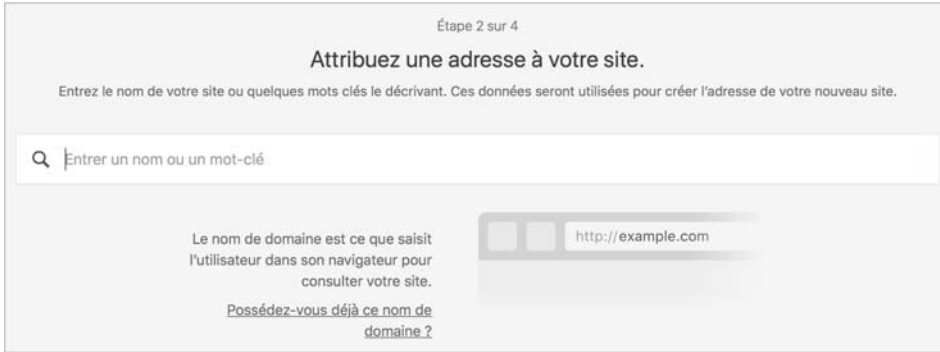 Étape 2 sur 4
Attribuez une adresse à votre site.
Entrez le nom de votre site ou quelques mots clés le décrivant. Ces données seront utilisées pour créer l'adresse de votre nouveau site.
Entrer un nom ou un mot-clé
Le nom de domaine est ce que saisit
l'utilisateur dans son navigateur pour
consulter votre site.
Possédez-vous déjà ce nom de
domaine ?
http://example.com